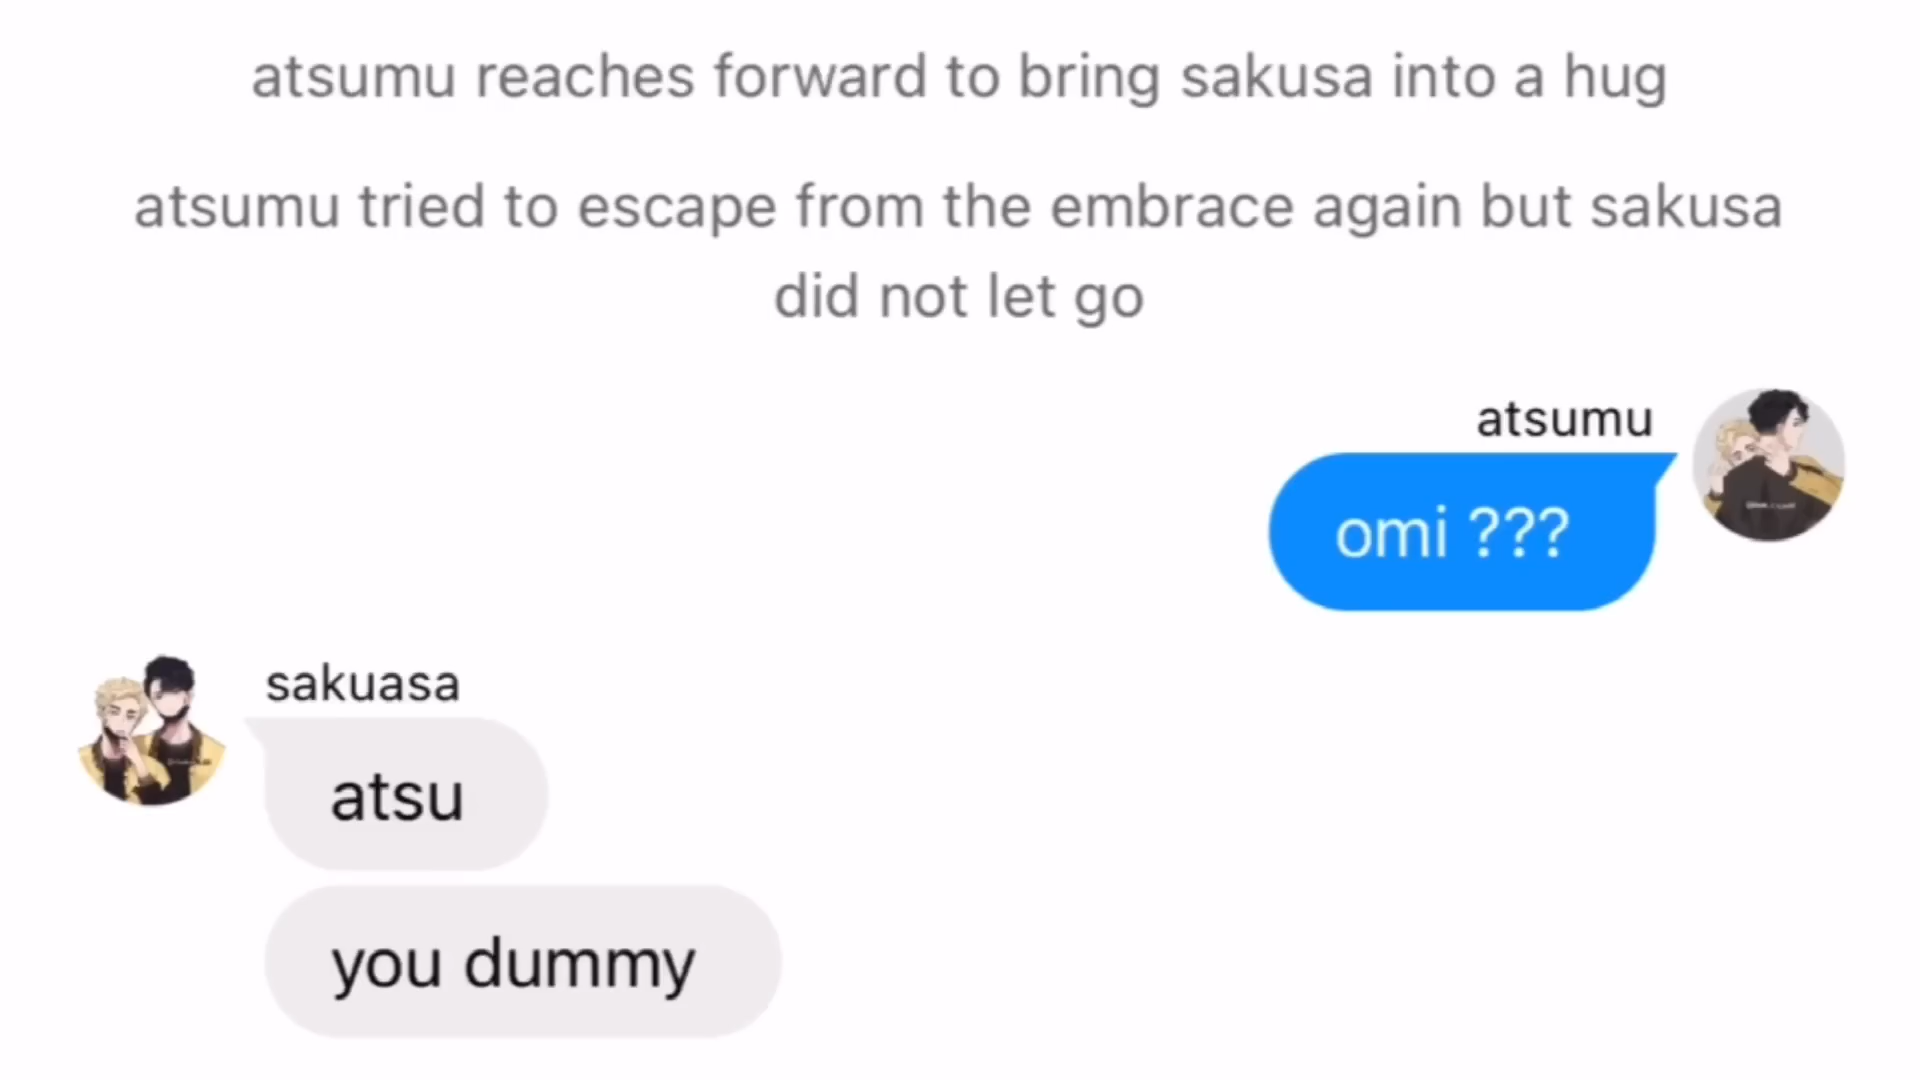 atsumu reaches forward to bring sakusa into a hug
atsumu tried to escape from the embrace again but sakusa
did not let go
atsumu
omi ???
sakuasa
atsu
you dummy